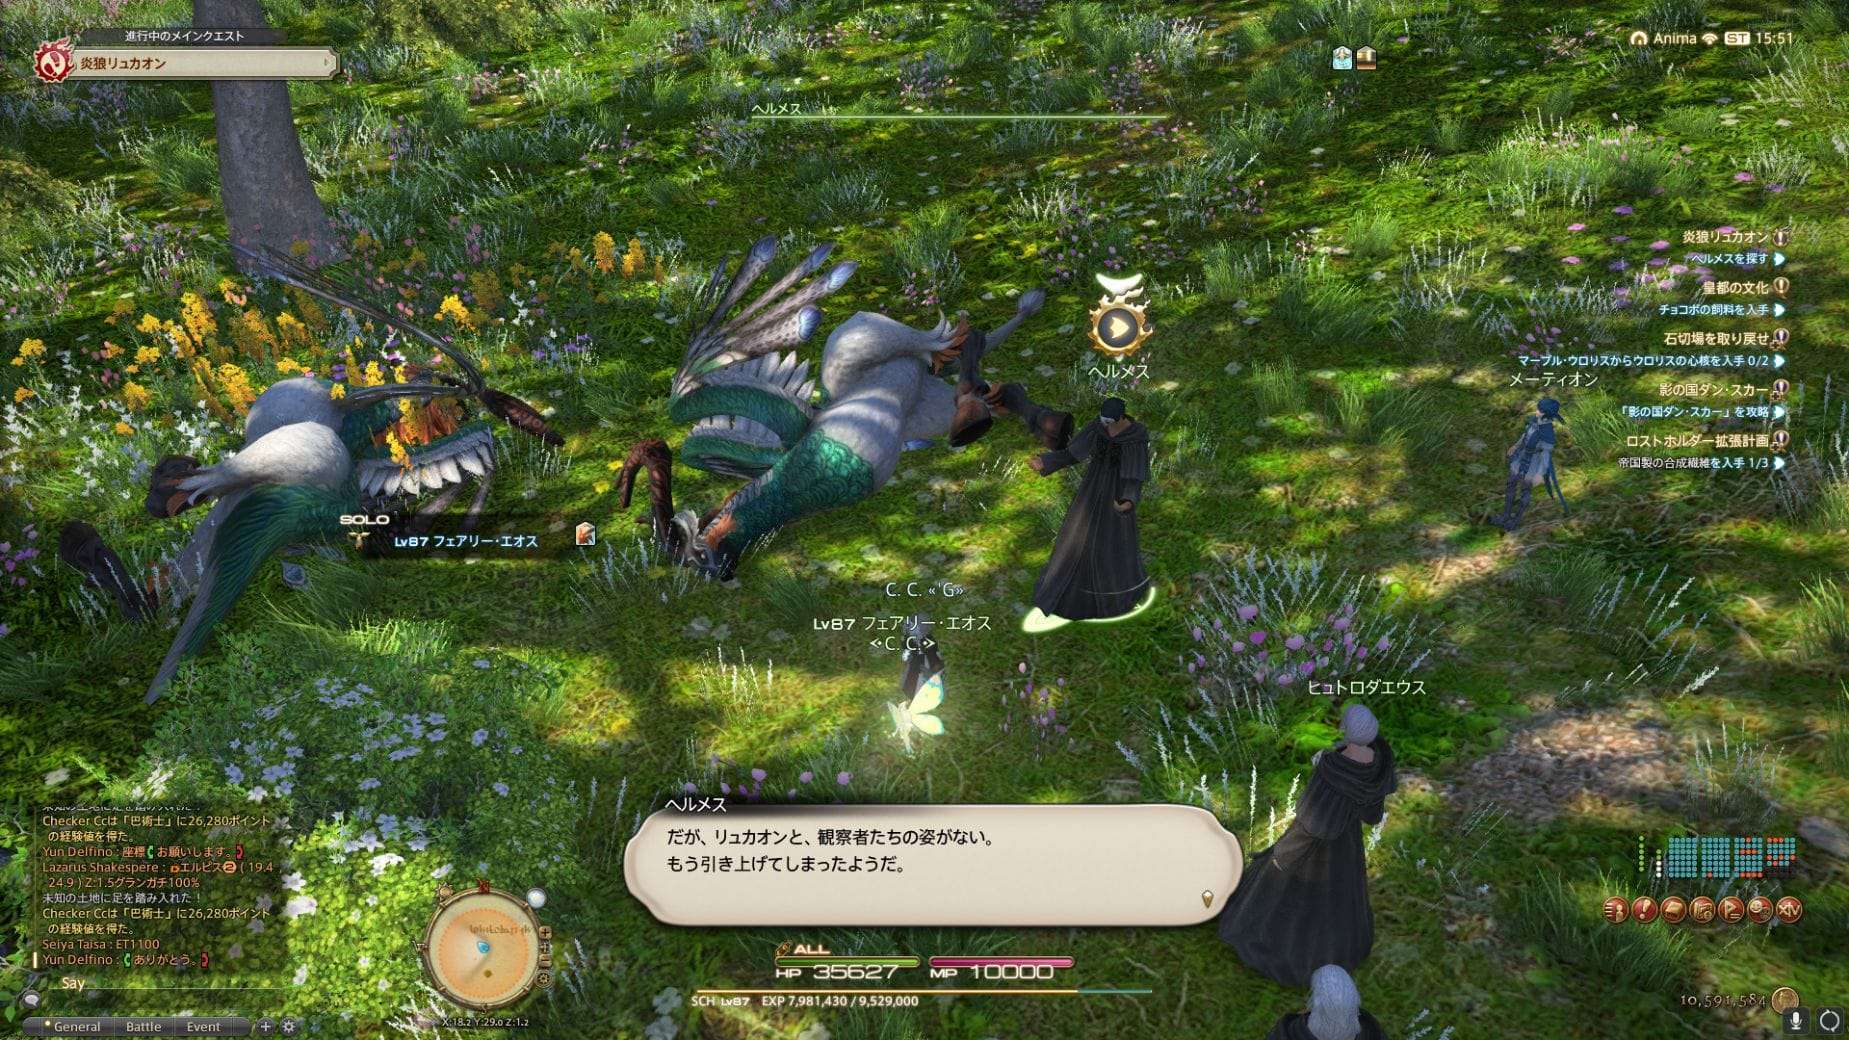 進行中のメインクエスト
炎狼リュカオン
Anima ST 15:51
ヘルメス
炎狼リュカオン
ヘルメスを探す
皇都の文化
チョコボの飼料を入手
石切場を取り戻せ
マーブル・ウロリスからウロリスの心核を入手 0/2
影の国ダン・スカー
「影の国ダン・スカー」を攻略
ロストホルダー拡張計画
帝国製の合成繊維を入手 1/3
ヘルメス
メーティオン
SOLO
Lv87 フェアリー・エオス
C. C. «'G»
Lv87 フェアリー・エオス
C. C.
ヒュトロダエウス
ヘルメス
だが、リュカオンと、観察者たちの姿がない。
もう引き上げてしまったようだ。
未知の土地に足を踏み入れた！
Checker Ccは「巴術士」に26,280ポイント
の経験値を得た。
Yun Delfino : 座標 お願いします。
Lazarus Shakespere : エルピス2 ( 19.4
, 24.9 ) Z:1.5グランガチ100%
未知の土地に足を踏み入れた！
Checker Ccは「巴術士」に26,280ポイント
の経験値を得た。
Seiya Taisa : ET1100
Yun Delfino : ありがとう。
Say
General Battle Event
X:18.2 Y:29.0 Z:1.2
ALL
HP 35627 MP 10000
SCH Lv87 EXP 7,981,430 / 9,529,000
XIV
10,591,584